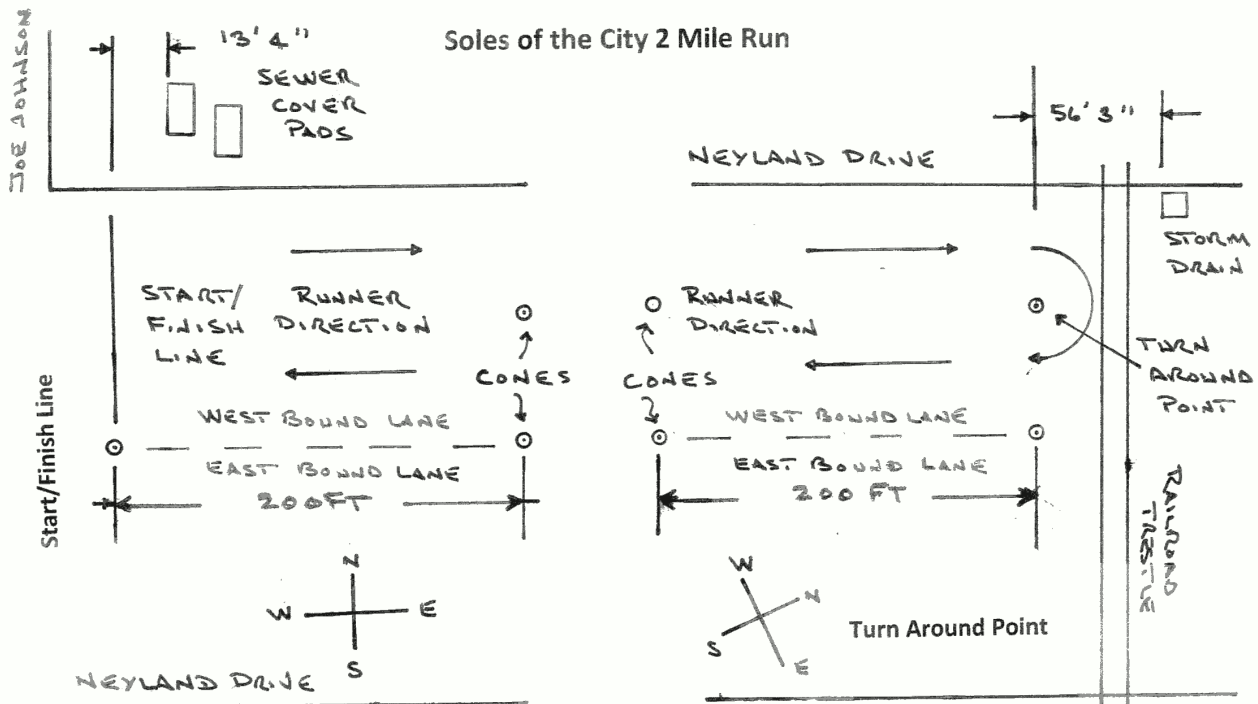 Soles of the City 2 Mile Run
JOE JOHNSON
13' 4"
SEWER
COVER
PADS
56' 3"
NEYLAND DRIVE
STORM
DRAIN
START/
FINISH
LINE
RUNNER
DIRECTION
CONES
CONES
RUNNER
DIRECTION
TURN
AROUND
POINT
WEST BOUND LANE
EAST BOUND LANE
200 FT
WEST BOUND LANE
EAST BOUND LANE
200 FT
Start/Finish Line
RAILROAD
TRESTLE
N
W
E
S
W
N
S
E
Turn Around Point
NEYLAND DRIVE